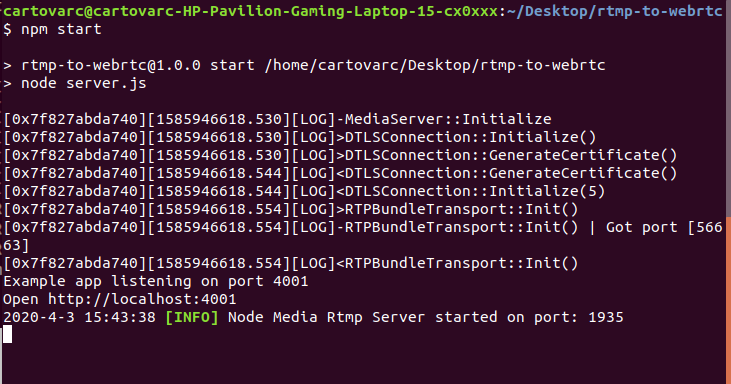 cartovarc@cartovarc-HP-Pavilion-Gaming-Laptop-15-cx0xxx:~/Desktop/rtmp-to-webrtc
$ npm start
> rtmp-to-webrtc@1.0.0 start /home/cartovarc/Desktop/rtmp-to-webrtc
> node server.js
[0x7f827abda740][1585946618.530][LOG]-MediaServer::Initialize
[0x7f827abda740][1585946618.530][LOG]>DTLSConnection::Initialize()
[0x7f827abda740][1585946618.530][LOG]>DTLSConnection::GenerateCertificate()
[0x7f827abda740][1585946618.544][LOG]<DTLSConnection::GenerateCertificate()
[0x7f827abda740][1585946618.544][LOG]<DTLSConnection::Initialize(5)
[0x7f827abda740][1585946618.554][LOG]>RTPBundleTransport::Init()
[0x7f827abda740][1585946618.554][LOG]-RTPBundleTransport::Init() | Got port [566
63]
[0x7f827abda740][1585946618.554][LOG]<RTPBundleTransport::Init()
Example app listening on port 4001
Open http://localhost:4001
2020-4-3 15:43:38 [INFO] Node Media Rtmp Server started on port: 1935